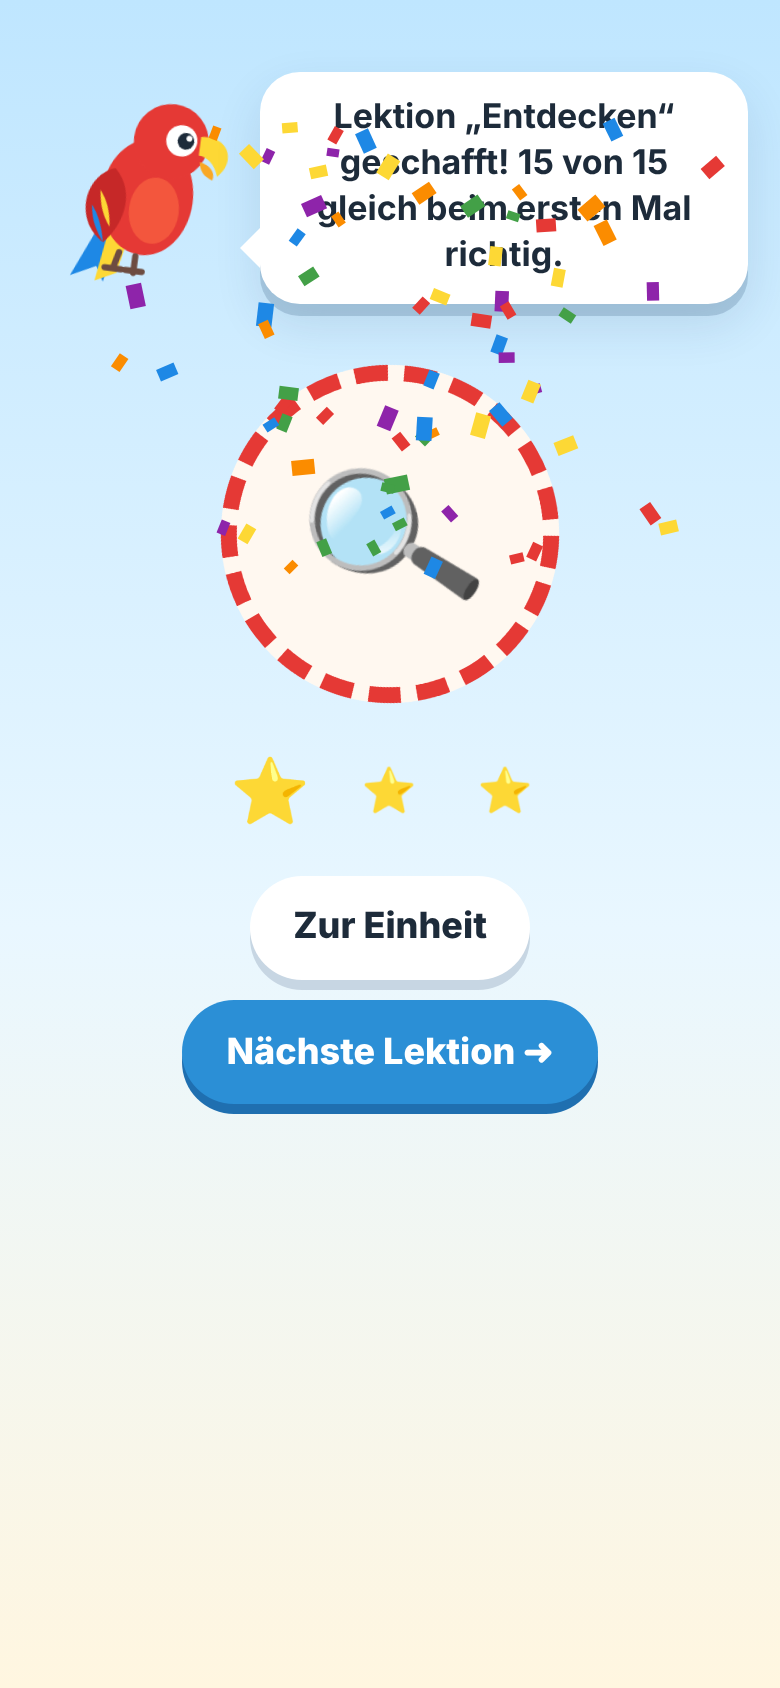 Lektion „Entdecken“
geschafft! 15 von 15
gleich beim ersten Mal
richtig.
Zur Einheit
Nächste Lektion ➜